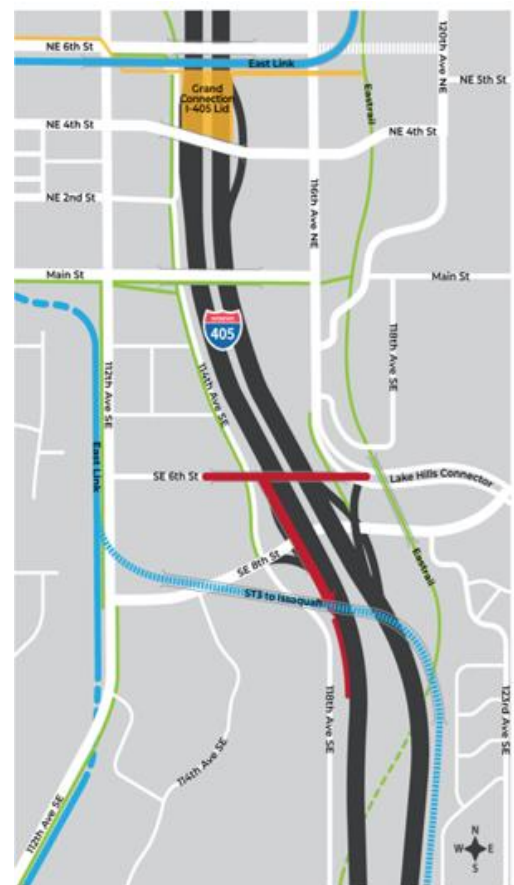 120th Ave NE
NE 6th St
East Link
NE 5th St
Grand
Connection
I-405 Lid
Eastrail
NE 4th St
NE 4th St
NE 2nd St
116th Ave NE
Main St
Main St
405
118th Ave SE
112th Ave SE
114th Ave SE
East Link
SE 6th St
Lake Hills Connector
SE 8th St
Eastrail
ST3 to Issaquah
118th Ave SE
123rd Ave SE
114th Ave SE
112th Ave SE
N
W E
S